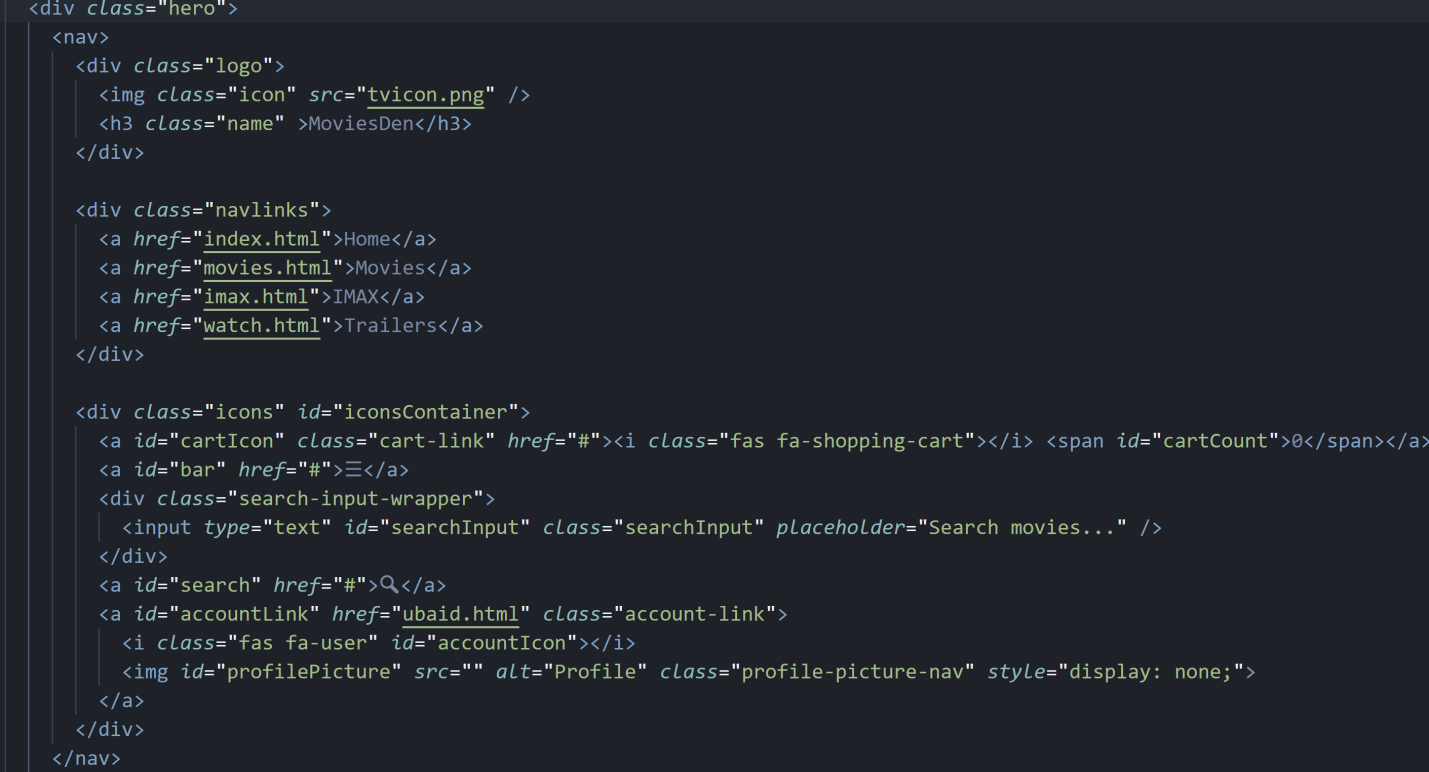 <div class="hero">
<nav>
<div class="logo">
<img class="icon" src="tvicon.png" />
<h3 class="name" >MoviesDen</h3>
</div>
<div class="navlinks">
<a href="index.html">Home</a>
<a href="movies.html">Movies</a>
<a href="imax.html">IMAX</a>
<a href="watch.html">Trailers</a>
</div>
<div class="icons" id="iconsContainer">
<a id="cartIcon" class="cart-link" href="#"><i class="fas fa-shopping-cart"></i> <span id="cartCount">0</span></a>
<a id="bar" href="#">☰</a>
<div class="search-input-wrapper">
<input type="text" id="searchInput" class="searchInput" placeholder="Search movies..." />
</div>
<a id="search" href="#">🔍</a>
<a id="accountLink" href="ubaid.html" class="account-link">
<i class="fas fa-user" id="accountIcon"></i>
<img id="profilePicture" src="" alt="Profile" class="profile-picture-nav" style="display: none;">
</a>
</div>
</nav>